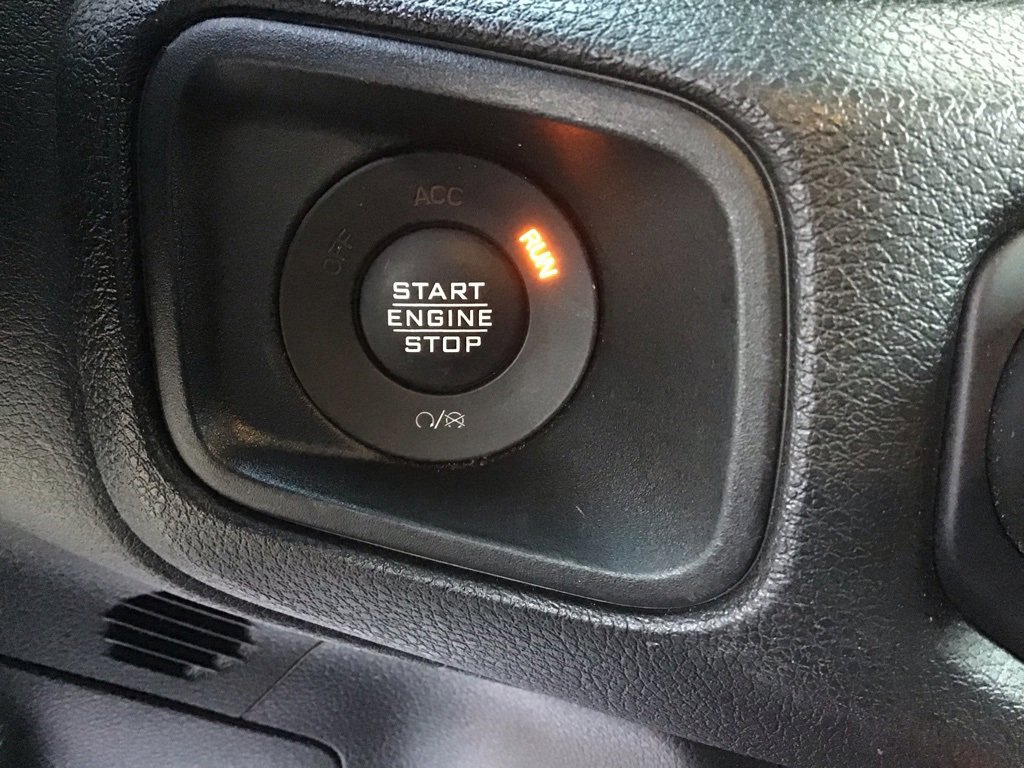 ACC
OFF
RUN
START
ENGINE
STOP